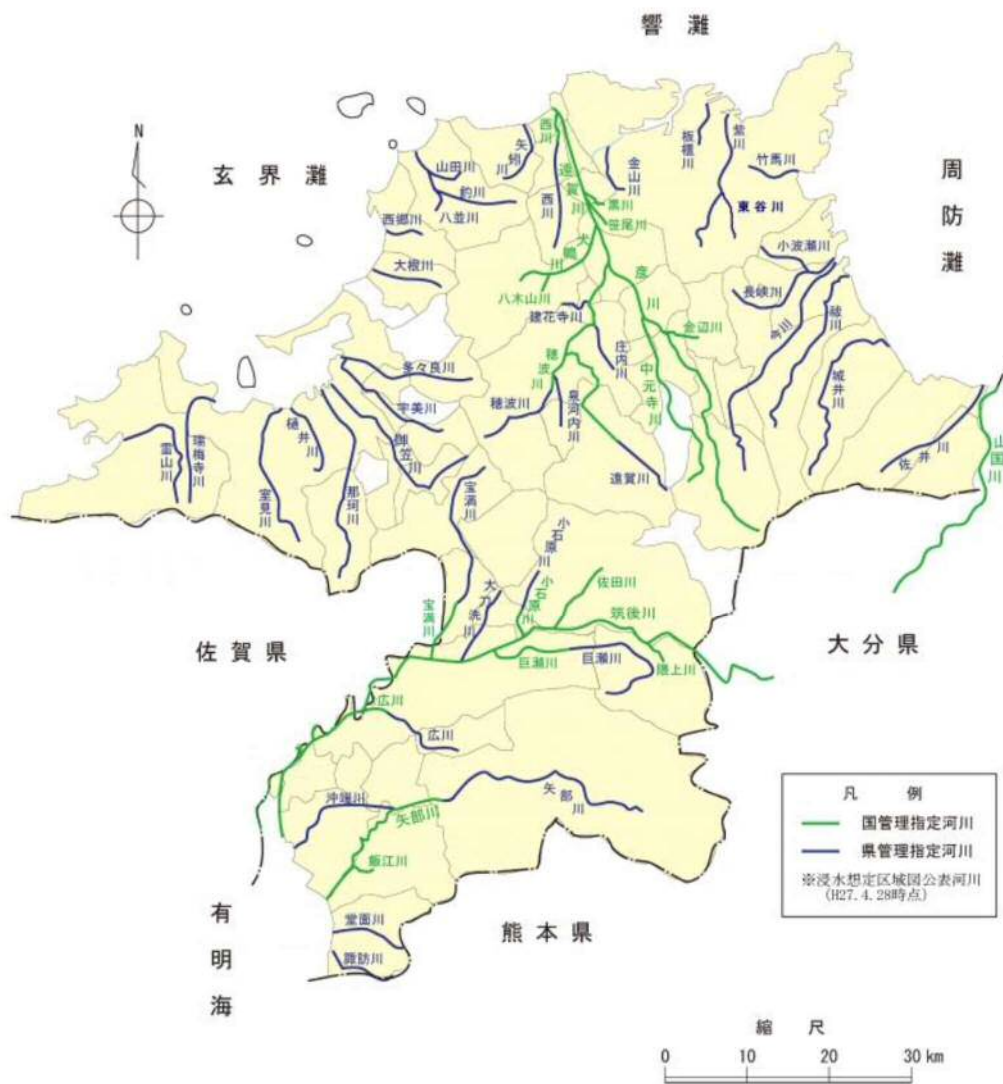 響灘
N
玄界灘
周防灘
西川
遠賀川
矢矧川
山田川
釣川
八並川
西郷川
大根川
西川
金山川
黒川
笹尾川
板櫃川
紫川
竹馬川
東谷川
小波瀬川
長峡川
今川
祓川
城井川
佐井川
山国川
犬鳴川
八木山川
建花寺川
彦山川
金辺川
庄内川
中元寺川
穂波川
穂波川
泉河内川
遠賀川
多々良川
宇美川
御笠川
宝満川
雷山川
瑞梅寺川
室見川
樋井川
那珂川
宝満川
大刀洗川
小石原川
小石原川
佐田川
筑後川
巨瀬川
巨瀬川
隈上川
佐賀県
大分県
広川
広川
沖端川
矢部川
矢部川
飯江川
堂面川
諏訪川
有明海
熊本県
凡例
国管理指定河川
県管理指定河川
※浸水想定区域図公表河川
(H27.4.28時点)
縮尺
0 10 20 30 km